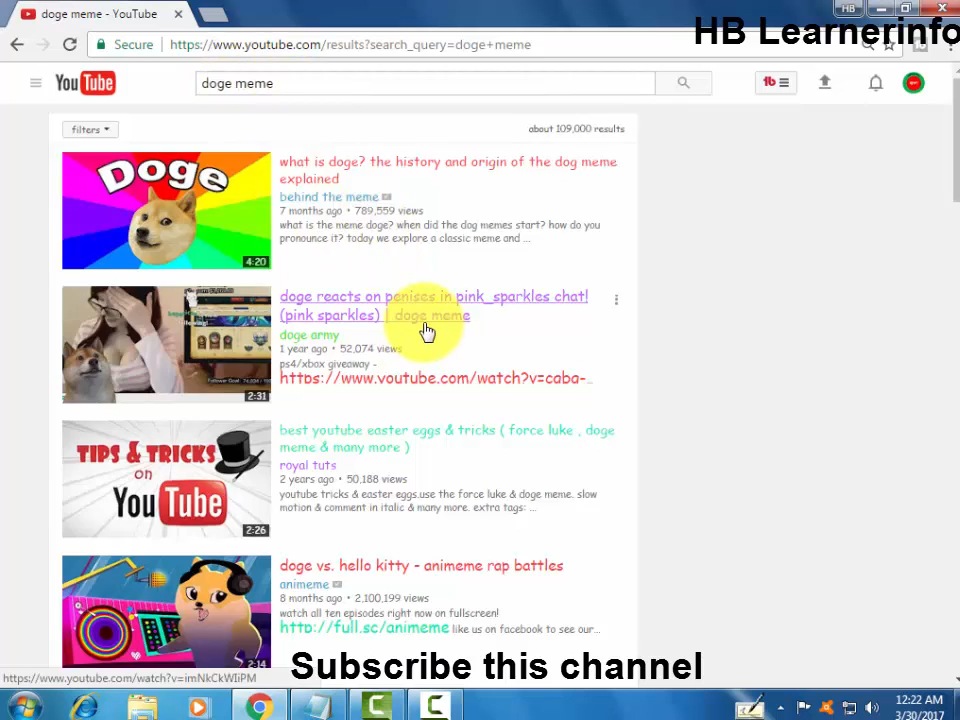 doge meme - YouTube
HB
HB Learnerinfo
Secure
https://www.youtube.com/results?search_query=doge+meme
YouTube
doge meme
filters
about 109,000 results
Doge
4:20
what is doge? the history and origin of the dog meme
explained
behind the meme
7 months ago • 789,559 views
what is the meme doge? when did the dog memes start? how do you
pronounce it? today we explore a classic meme and ...
2:31
doge reacts on penises in pink_sparkles chat!
(pink sparkles) | doge meme
doge army
1 year ago • 52,074 views
ps4/xbox giveaway -
https://www.youtube.com/watch?v=caba-...
TIPS & TRICKS
on
YouTube
2:26
best youtube easter eggs & tricks ( force luke , doge
meme & many more )
royal tuts
2 years ago • 50,188 views
youtube tricks & easter eggs.use the force luke & doge meme. slow
motion & comment in italic & many more. extra tags: ...
2:14
doge vs. hello kitty - animeme rap battles
animeme
8 months ago • 2,100,199 views
watch all ten episodes right now on fullscreen!
http://full.sc/animeme like us on facebook to see our...
https://www.youtube.com/watch?v=imNkCkWIiPM
Subscribe this channel
12:22 AM
3/30/2017